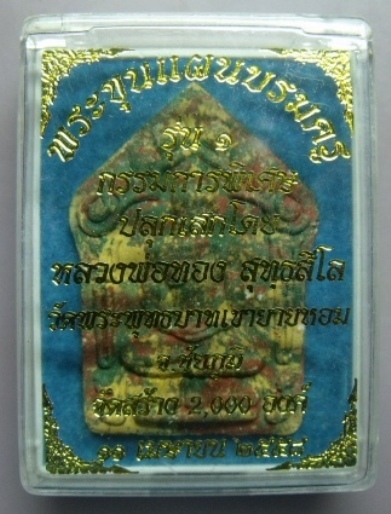 พระขุนแผนบรมครู
รุ่น ๑
กรรมการพิเศษ
ปลุกเสกโดย
หลวงพ่อทอง สุทธสีโล
วัดพระพุทธบาทเขายายหอม
จ.ชัยภูมิ
จัดสร้าง 2,000 องค์
๑๑ เมษายน ๒๕๕๘